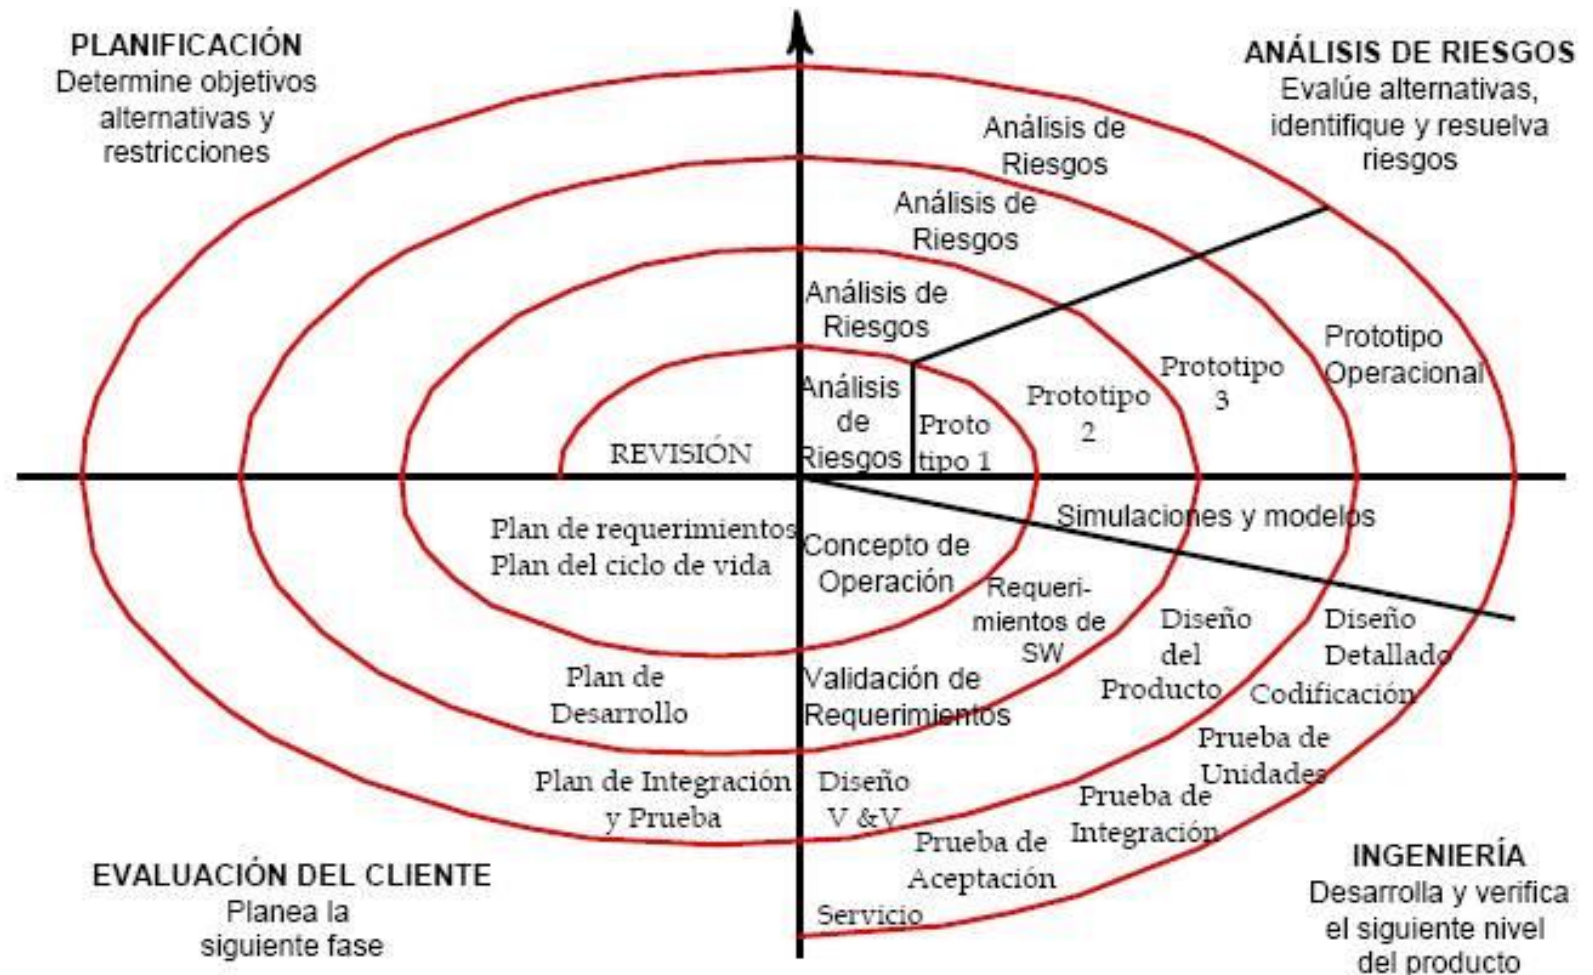 PLANIFICACIÓN
Determine objetivos
alternativas y
restricciones
ANÁLISIS DE RIESGOS
Evalúe alternativas,
identifique y resuelva
riesgos
Análisis de
Riesgos
Análisis de
Riesgos
Análisis de
Riesgos
Análisis
de
Riesgos
Proto
tipo 1
Prototipo
2
Prototipo
3
Prototipo
Operacional
REVISIÓN
Simulaciones y modelos
Plan de requerimientos
Plan del ciclo de vida
Concepto de
Operación
Requeri-
mientos de
SW
Diseño
del
Producto
Diseño
Detallado
Codificación
Plan de
Desarrollo
Validación de
Requerimientos
Prueba de
Unidades
Plan de Integración
y Prueba
Diseño
V &V
Prueba de
Integración
Prueba de
Aceptación
Servicio
EVALUACIÓN DEL CLIENTE
Planea la
siguiente fase
INGENIERÍA
Desarrolla y verifica
el siguiente nivel
del producto